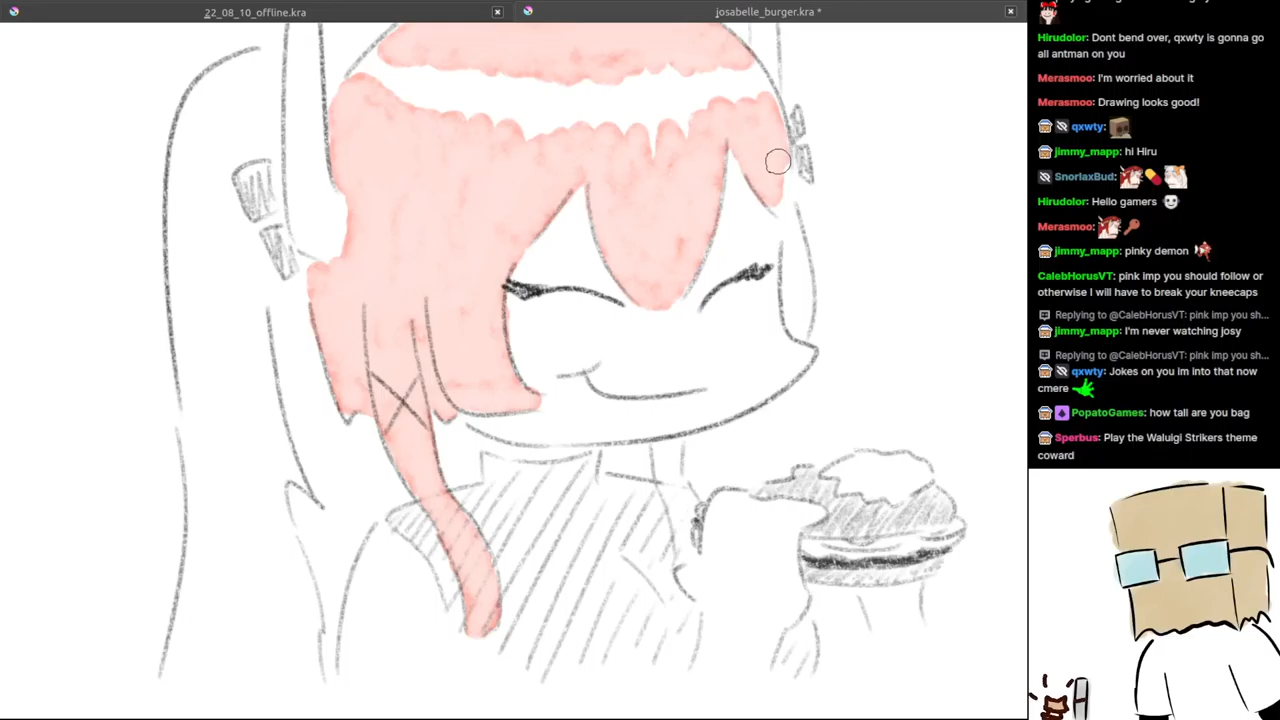 22_08_10_offline.kra
josabelle_burger.kra *
Hirudolor: Dont bend over, qxwty is gonna go
all antman on you
Merasmoo: I'm worried about it
Merasmoo: Drawing looks good!
qxwty:
jimmy_mapp: hi Hiru
SnorlaxBud:
Hirudolor: Hello gamers
Merasmoo:
jimmy_mapp: pinky demon
CalebHorusVT: pink imp you should follow or
otherwise I will have to break your kneecaps
Replying to @CalebHorusVT: pink imp you sh...
jimmy_mapp: I'm never watching josy
Replying to @CalebHorusVT: pink imp you sh...
qxwty: Jokes on you im into that now
cmere
PopatoGames: how tall are you bag
Sperbus: Play the Waluigi Strikers theme
coward